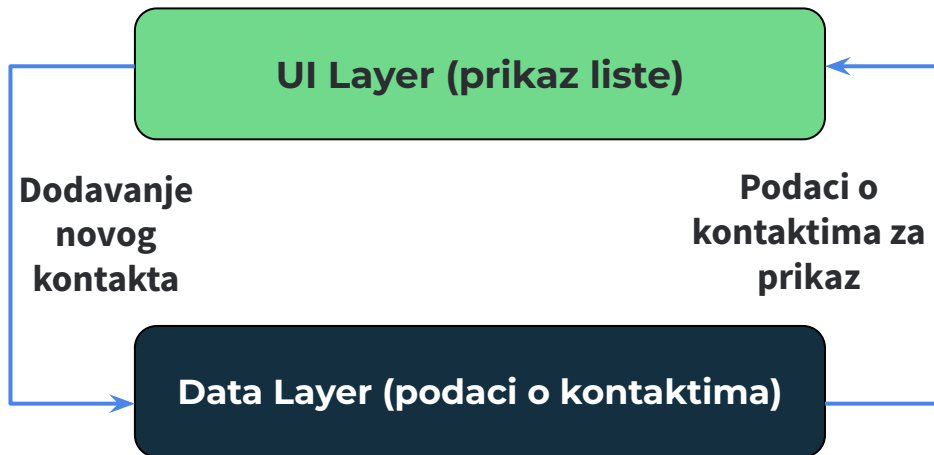 UI Layer (prikaz liste)
Dodavanje
novog
kontakta
Podaci o
kontaktima za
prikaz
Data Layer (podaci o kontaktima)